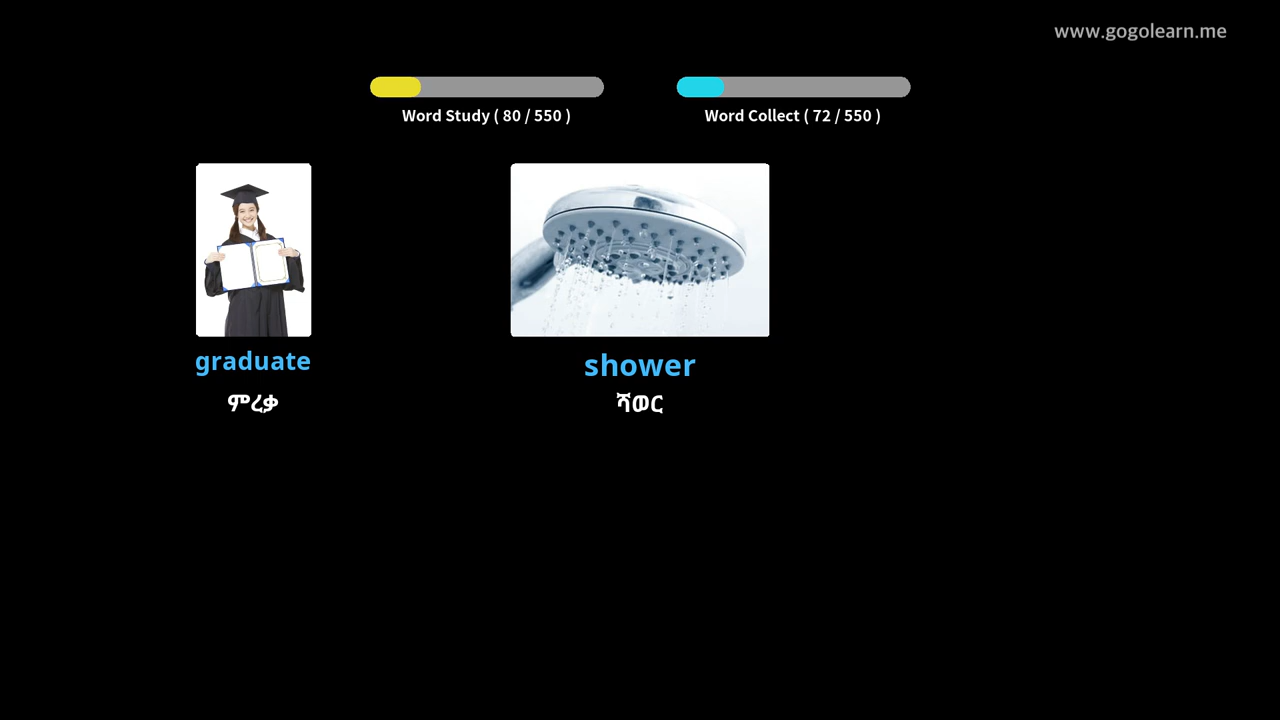 www.gogolearn.me
Word Study ( 80 / 550 )
Word Collect ( 72 / 550 )
graduate
ምረቃ
shower
ሻወር